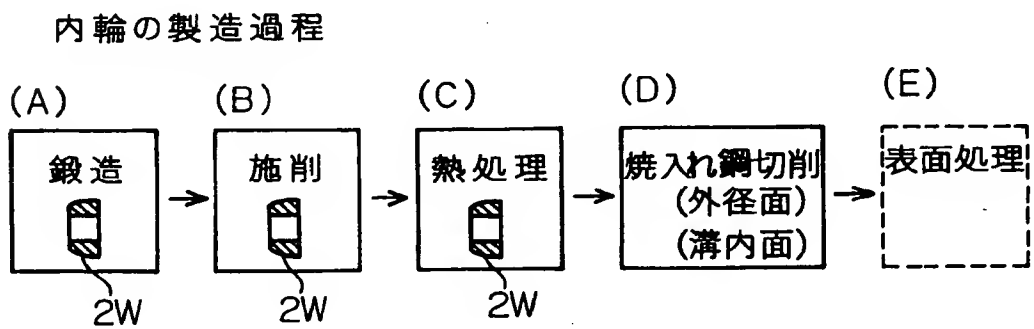 内輪の製造過程
(A)
(B)
(C)
(D)
(E)
鍛造
施削
熱処理
焼入れ鋼切削
(外径面)
(溝内面)
表面処理
2W
2W
2W